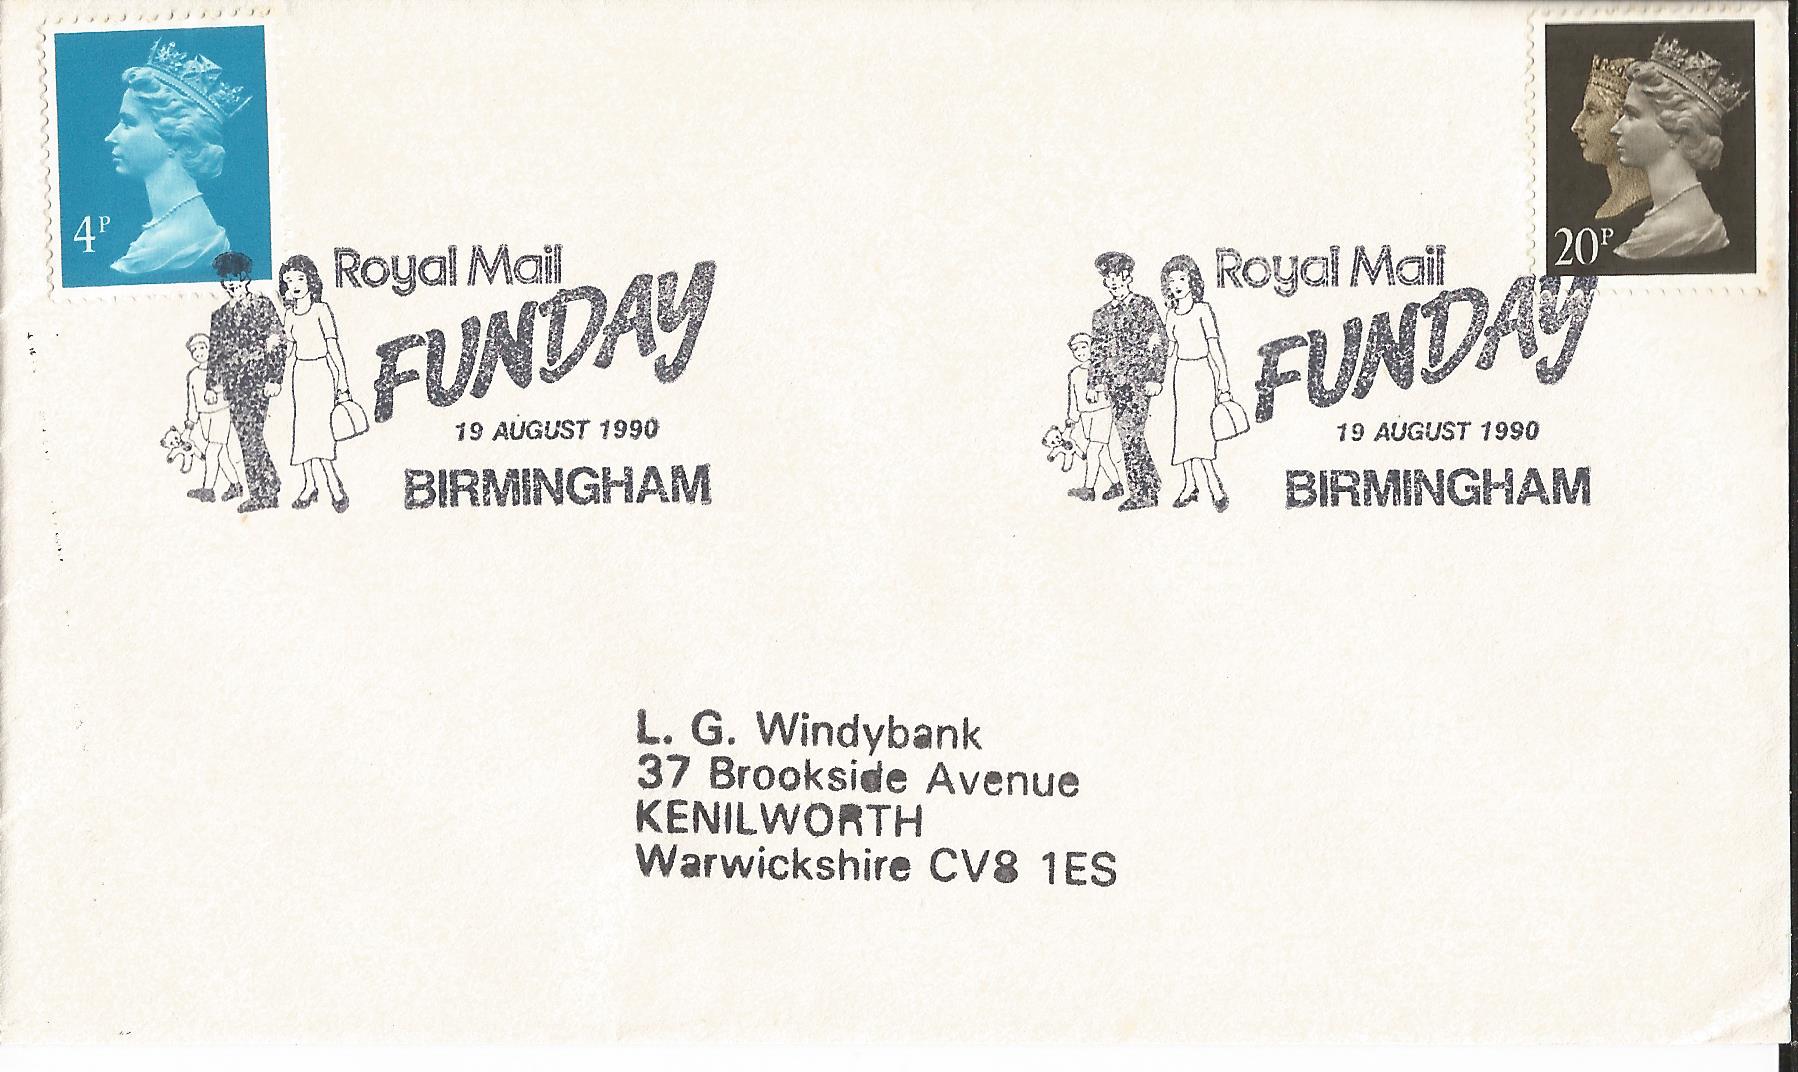 4P
20P
Royal Mail
FUNDAY
19 AUGUST 1990
BIRMINGHAM
Royal Mail
FUNDAY
19 AUGUST 1990
BIRMINGHAM
L. G. Windybank
37 Brookside Avenue
KENILWORTH
Warwickshire CV8 1ES